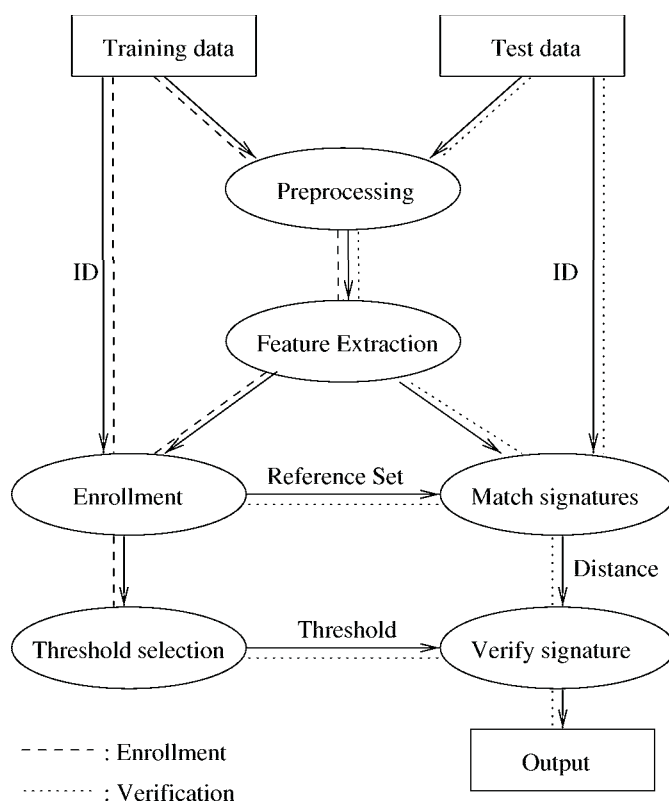 Training data
Test data
Preprocessing
ID
ID
Feature Extraction
Reference Set
Enrollment
Match signatures
Distance
Threshold
Threshold selection
Verify signature
: Enrollment
Output
: Verification